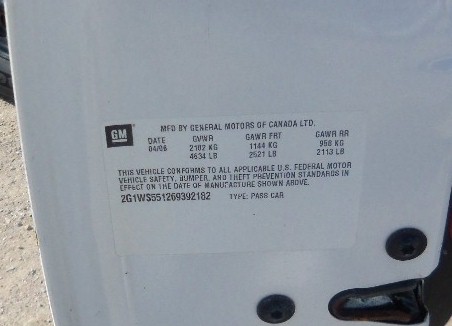 GM
MFD BY GENERAL MOTORS OF CANADA LTD.
DATE GVWR GAWR FRT GAWR RR
04/06 2102 KG 1144 KG 958 KG
4634 LB 2521 LB 2113 LB
THIS VEHICLE CONFORMS TO ALL APPLICABLE U.S. FEDERAL MOTOR
VEHICLE SAFETY, BUMPER, AND THEFT PREVENTION STANDARDS IN
EFFECT ON THE DATE OF MANUFACTURE SHOWN ABOVE.
2G1WS551269392182 TYPE: PASS CAR